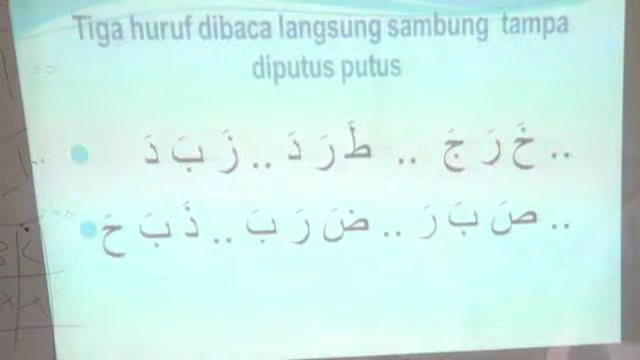 Tiga huruf dibaca langsung sambung tampa
diputus putus
.. خَ رَ جَ .. طَ رَ دَ .. زَ بَ دَ
.. صَ بَ رَ .. ضَ رَ بَ .. ذَ بَ حَ